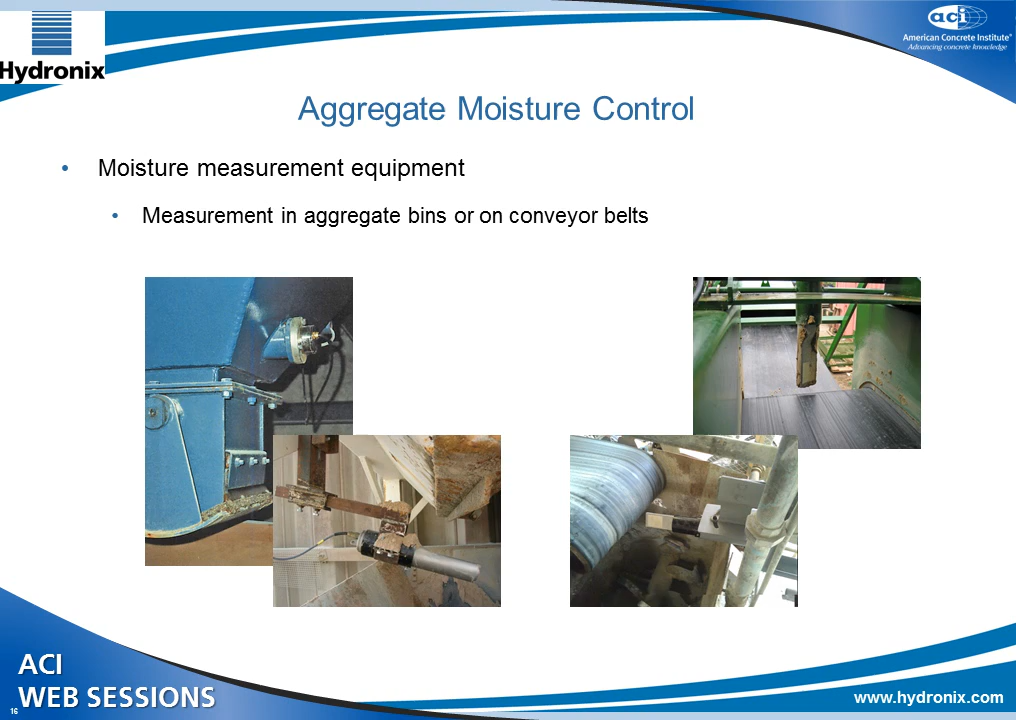 Hydronix
aci
American Concrete Institute®
Advancing concrete knowledge
Aggregate Moisture Control
• Moisture measurement equipment
• Measurement in aggregate bins or on conveyor belts
ACI
WEB SESSIONS
16
www.hydronix.com